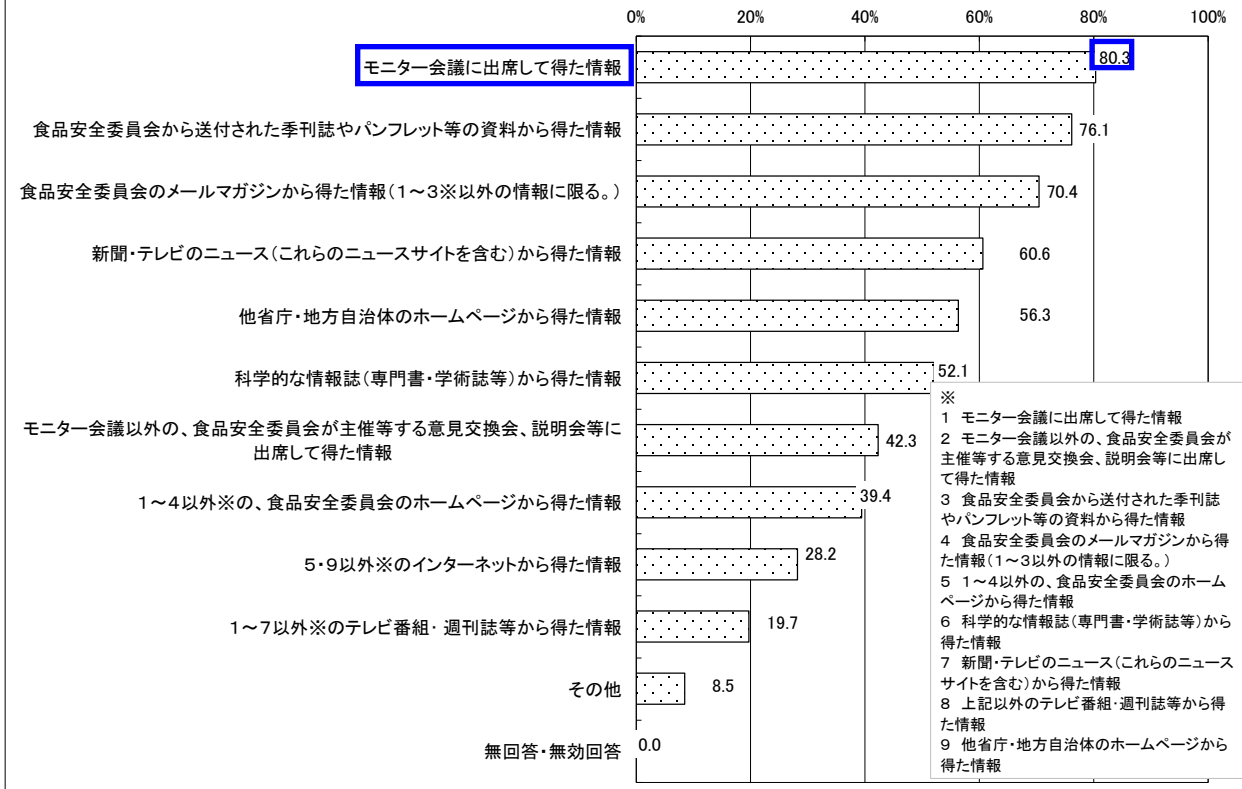 0% 20% 40% 60% 80% 100%
モニター会議に出席して得た情報 80.3
食品安全委員会から送付された季刊誌やパンフレット等の資料から得た情報 76.1
食品安全委員会のメールマガジンから得た情報(1～3※以外の情報に限る。) 70.4
新聞・テレビのニュース(これらのニュースサイトを含む)から得た情報 60.6
他省庁・地方自治体のホームページから得た情報 56.3
科学的な情報誌(専門書・学術誌等)から得た情報 52.1
モニター会議以外の、食品安全委員会が主催等する意見交換会、説明会等に
出席して得た情報 42.3
1～4以外※の、食品安全委員会のホームページから得た情報 39.4
5・9以外※のインターネットから得た情報 28.2
1～7以外※のテレビ番組・週刊誌等から得た情報 19.7
その他 8.5
無回答・無効回答 0.0
※
1 モニター会議に出席して得た情報
2 モニター会議以外の、食品安全委員会が
主催等する意見交換会、説明会等に出席し
て得た情報
3 食品安全委員会から送付された季刊誌
やパンフレット等の資料から得た情報
4 食品安全委員会のメールマガジンから得
た情報(1～3以外の情報に限る。)
5 1～4以外の、食品安全委員会のホーム
ページから得た情報
6 科学的な情報誌(専門書・学術誌等)から
得た情報
7 新聞・テレビのニュース(これらのニュース
サイトを含む)から得た情報
8 上記以外のテレビ番組・週刊誌等から得
た情報
9 他省庁・地方自治体のホームページから
得た情報